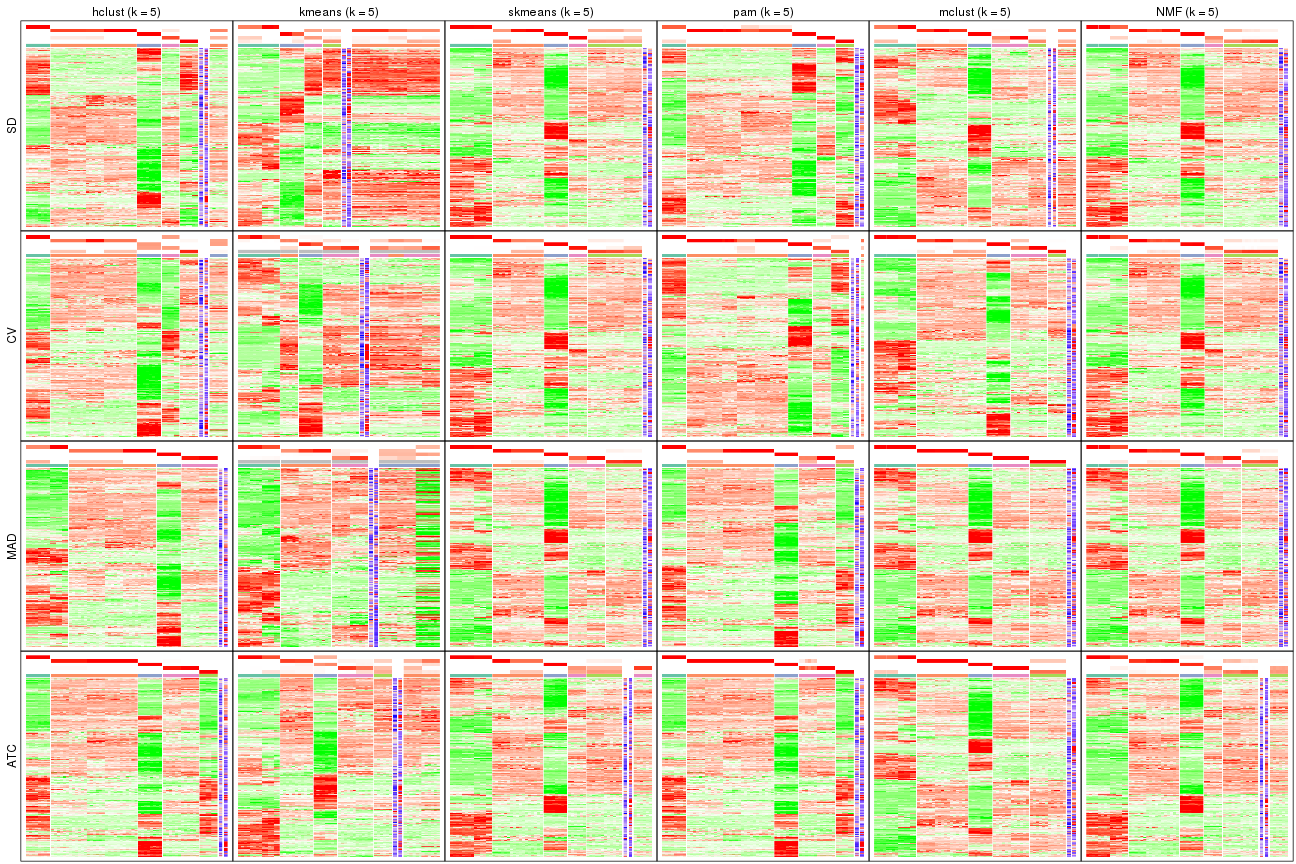 hclust (k = 5) kmeans (k = 5) skmeans (k = 5) pam (k = 5) mclust (k = 5) NMF (k = 5)
SD
CV
MAD
ATC